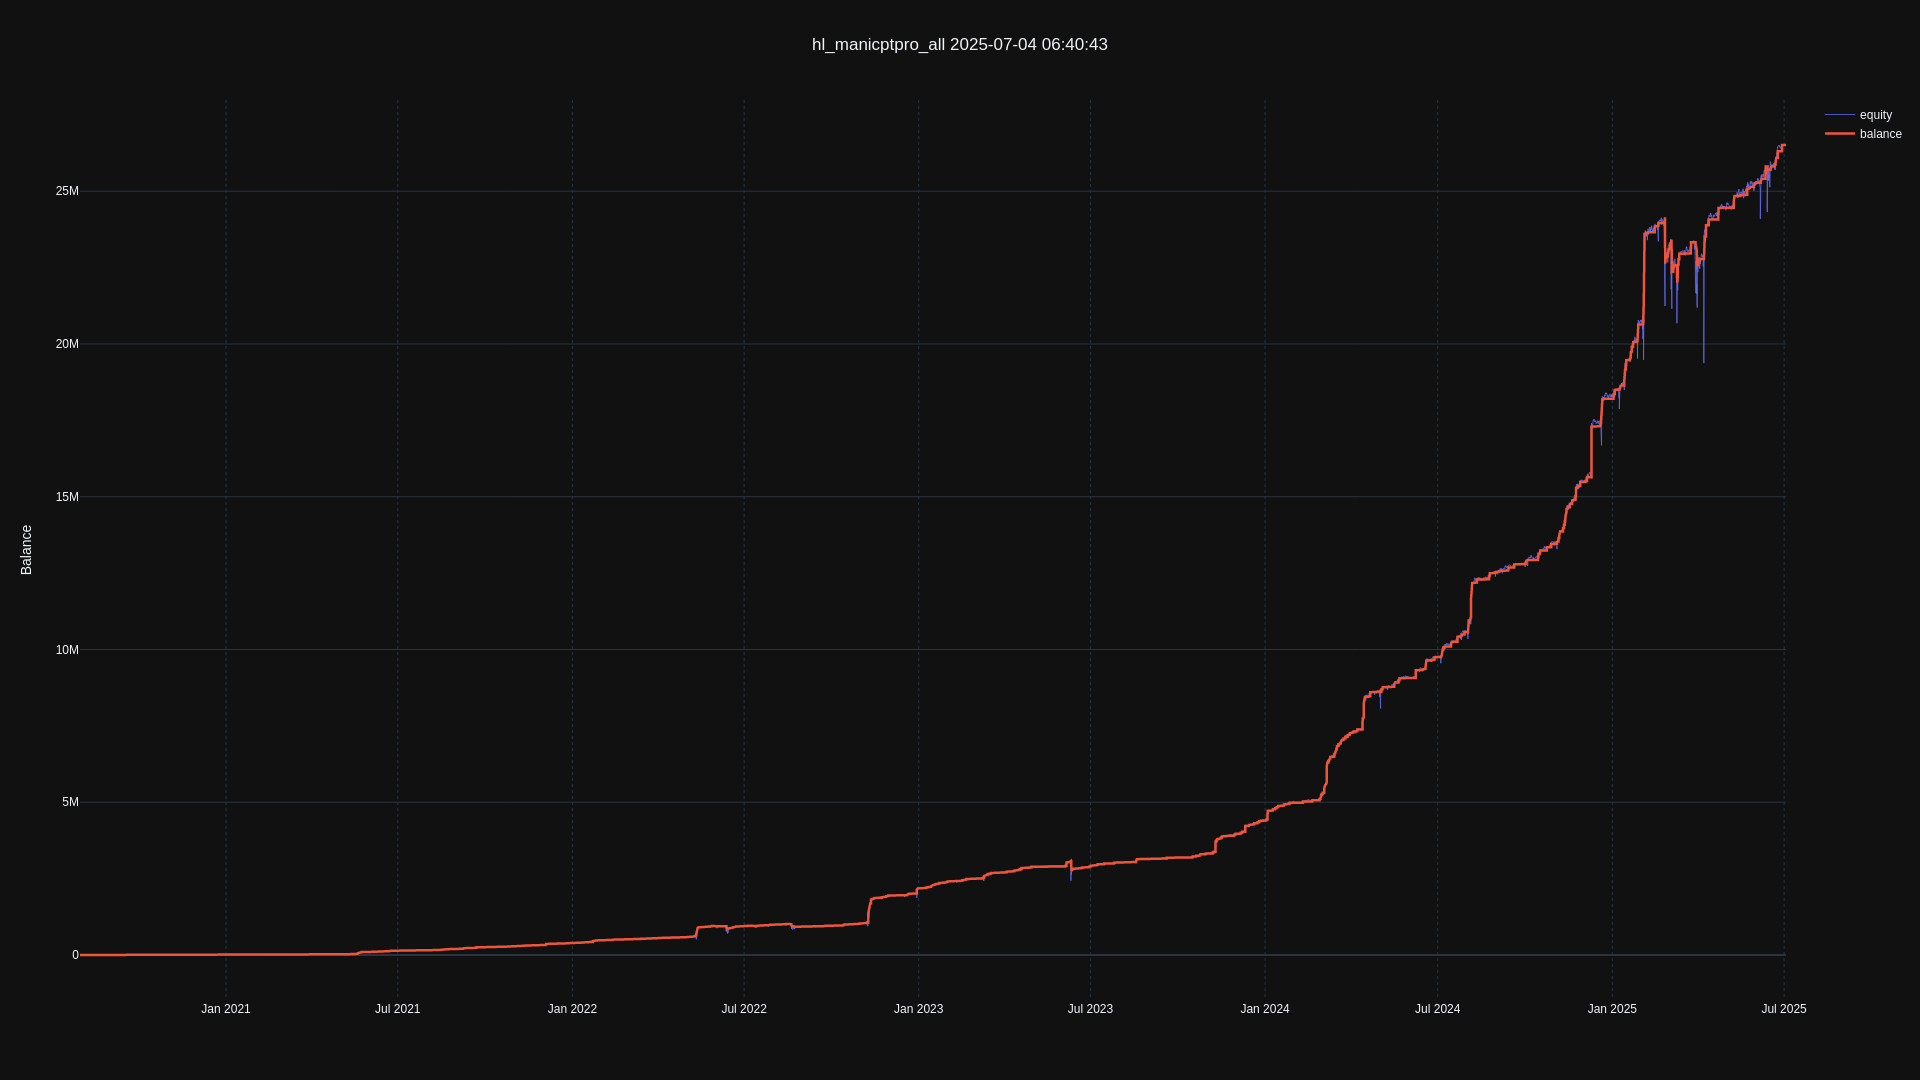 hl_manicptpro_all 2025-07-04 06:40:43
equity
balance
25M
20M
15M
10M
5M
0
Balance
Jan 2021
Jul 2021
Jan 2022
Jul 2022
Jan 2023
Jul 2023
Jan 2024
Jul 2024
Jan 2025
Jul 2025